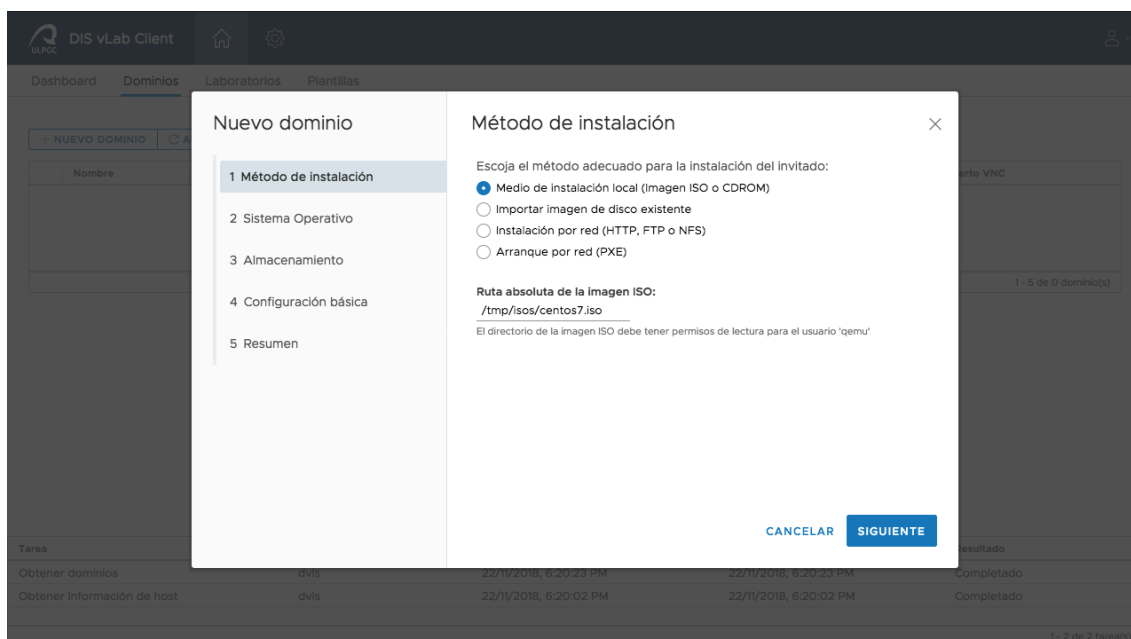 ULPGC
DIS vLab Client
Dashboard Dominios Laboratorios Plantillas
+ NUEVO DOMINIO
Nombre
1 - 5 de 0 dominio(s)
Nuevo dominio
1 Método de instalación
2 Sistema Operativo
3 Almacenamiento
4 Configuración básica
5 Resumen
Método de instalación
Escoja el método adecuado para la instalación del invitado:
Medio de instalación local (Imagen ISO o CDROM)
Importar imagen de disco existente
Instalación por red (HTTP, FTP o NFS)
Arranque por red (PXE)
Ruta absoluta de la imagen ISO:
/tmp/isos/centos7.iso
El directorio de la imagen ISO debe tener permisos de lectura para el usuario 'qemu'
CANCELAR SIGUIENTE
Tarea
Obtener dominios dvls 22/11/2018, 6:20:23 PM 22/11/2018, 6:20:23 PM Completado
Obtener información de host dvls 22/11/2018, 6:20:02 PM 22/11/2018, 6:20:02 PM Completado
1 - 2 de 2 tarea(s)